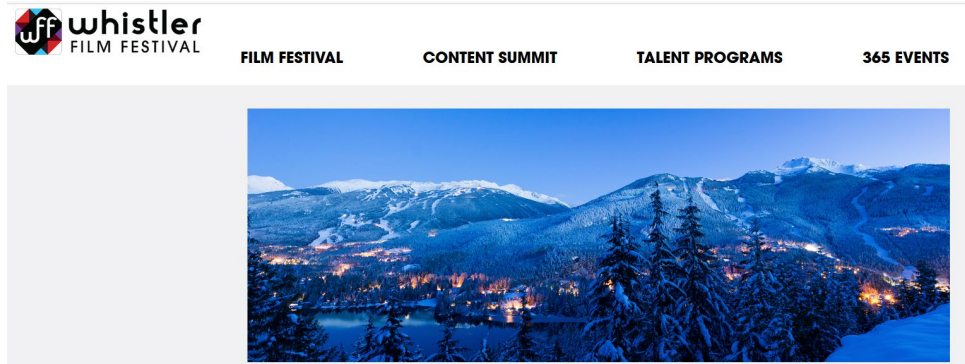 wff whistler
FILM FESTIVAL
FILM FESTIVAL CONTENT SUMMIT TALENT PROGRAMS 365 EVENTS